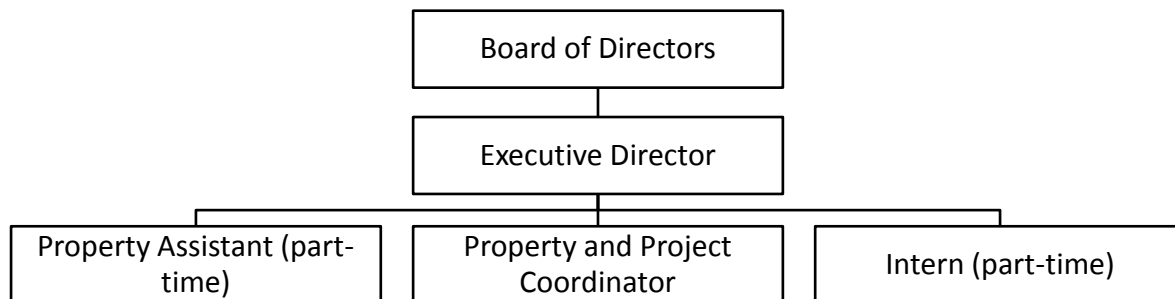 Board of Directors
Executive Director
Property Assistant (part-
time)
Property and Project
Coordinator
Intern (part-time)